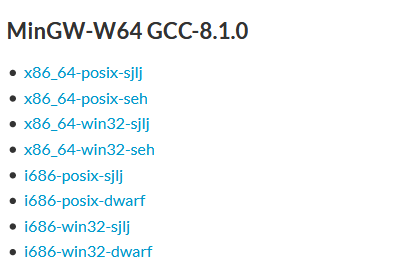 MinGW-W64 GCC-8.1.0
x86_64-posix-sjlj
x86_64-posix-seh
x86_64-win32-sjlj
x86_64-win32-seh
i686-posix-sjlj
i686-posix-dwarf
i686-win32-sjlj
i686-win32-dwarf